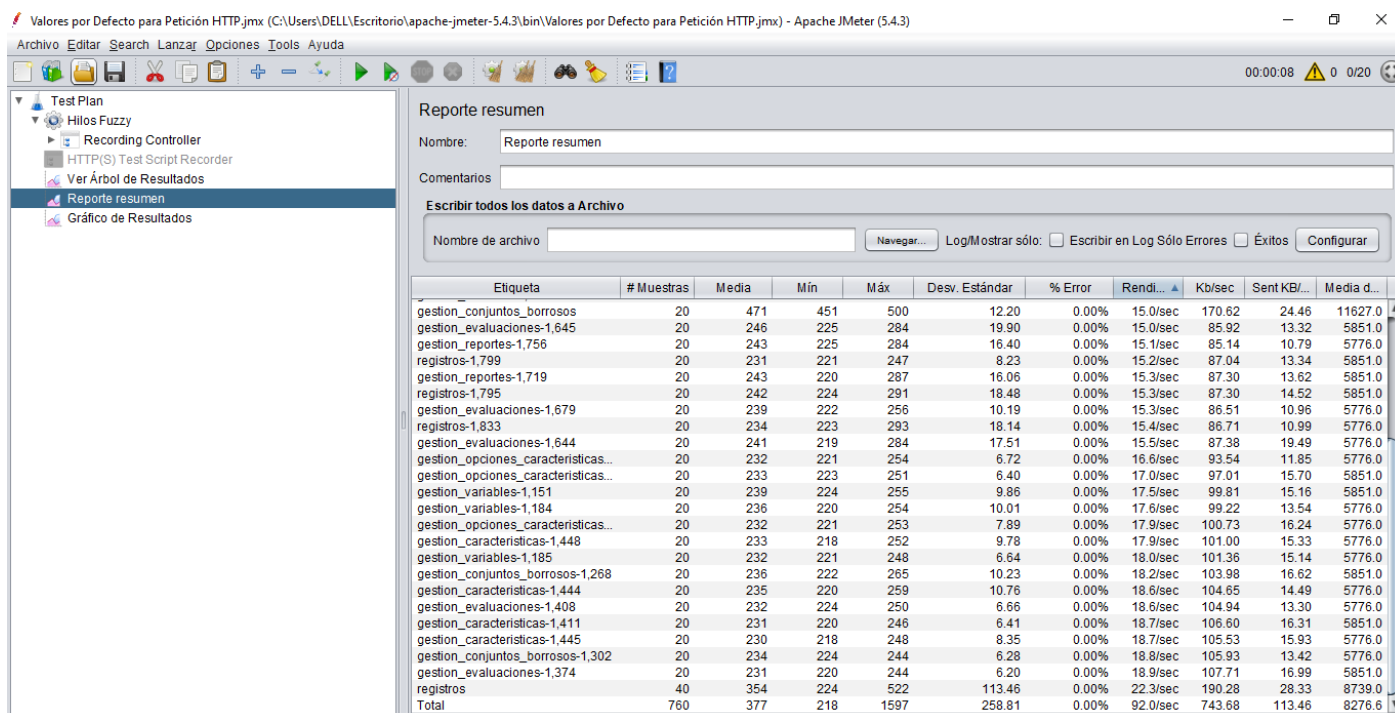 Valores por Defecto para Petición HTTP.jmx (C:\Users\DELL\Escritorio\apache-jmeter-5.4.3\bin\Valores por Defecto para Petición HTTP.jmx) - Apache JMeter (5.4.3)
Archivo Editar Search Lanzar Opciones Tools Ayuda
00:00:08 0 0/20
Test Plan
Hilos Fuzzy
Recording Controller
HTTP(S) Test Script Recorder
Ver Árbol de Resultados
Reporte resumen
Gráfico de Resultados
Reporte resumen
Nombre: Reporte resumen
Comentarios
Escribir todos los datos a Archivo
Nombre de archivo Navegar... Log/Mostrar sólo: Escribir en Log Sólo Errores Éxitos Configurar
Etiqueta # Muestras Media Mín Máx Desv. Estándar % Error Rendi... Kb/sec Sent KB/... Media d...
gestion_conjuntos_borrosos 20 471 451 500 12.20 0.00% 15.0/sec 170.62 24.46 11627.0
gestion_evaluaciones-1,645 20 246 225 284 19.90 0.00% 15.0/sec 85.92 13.32 5851.0
gestion_reportes-1,756 20 243 225 284 16.40 0.00% 15.1/sec 85.14 10.79 5776.0
registros-1,799 20 231 221 247 8.23 0.00% 15.2/sec 87.04 13.34 5851.0
gestion_reportes-1,719 20 243 220 287 16.06 0.00% 15.3/sec 87.30 13.62 5851.0
registros-1,795 20 242 224 291 18.48 0.00% 15.3/sec 87.30 14.52 5851.0
gestion_evaluaciones-1,679 20 239 222 256 10.19 0.00% 15.3/sec 86.51 10.96 5776.0
registros-1,833 20 234 223 293 18.14 0.00% 15.4/sec 86.71 10.99 5776.0
gestion_evaluaciones-1,644 20 241 219 284 17.51 0.00% 15.5/sec 87.38 19.49 5776.0
gestion_opciones_caracteristicas... 20 232 221 254 6.72 0.00% 16.6/sec 93.54 11.85 5776.0
gestion_opciones_caracteristicas... 20 233 223 251 6.40 0.00% 17.0/sec 97.01 15.70 5851.0
gestion_variables-1,151 20 239 224 255 9.86 0.00% 17.5/sec 99.81 15.16 5851.0
gestion_variables-1,184 20 236 220 254 10.01 0.00% 17.6/sec 99.22 13.54 5776.0
gestion_opciones_caracteristicas... 20 232 221 253 7.89 0.00% 17.9/sec 100.73 16.24 5776.0
gestion_caracteristicas-1,448 20 233 218 252 9.78 0.00% 17.9/sec 101.00 15.33 5776.0
gestion_variables-1,185 20 232 221 248 6.64 0.00% 18.0/sec 101.36 15.14 5776.0
gestion_conjuntos_borrosos-1,268 20 236 222 265 10.23 0.00% 18.2/sec 103.98 16.62 5851.0
gestion_caracteristicas-1,444 20 235 220 259 10.76 0.00% 18.6/sec 104.65 14.49 5776.0
gestion_evaluaciones-1,408 20 232 224 250 6.66 0.00% 18.6/sec 104.94 13.30 5776.0
gestion_caracteristicas-1,411 20 231 220 246 6.41 0.00% 18.7/sec 106.60 16.31 5851.0
gestion_caracteristicas-1,445 20 230 218 248 8.35 0.00% 18.7/sec 105.53 15.93 5776.0
gestion_conjuntos_borrosos-1,302 20 234 224 244 6.28 0.00% 18.8/sec 105.93 13.42 5776.0
gestion_evaluaciones-1,374 20 231 220 244 6.20 0.00% 18.9/sec 107.71 16.99 5851.0
registros 40 354 224 522 113.46 0.00% 22.3/sec 190.28 28.33 8739.0
Total 760 377 218 1597 258.81 0.00% 92.0/sec 743.68 113.46 8276.6